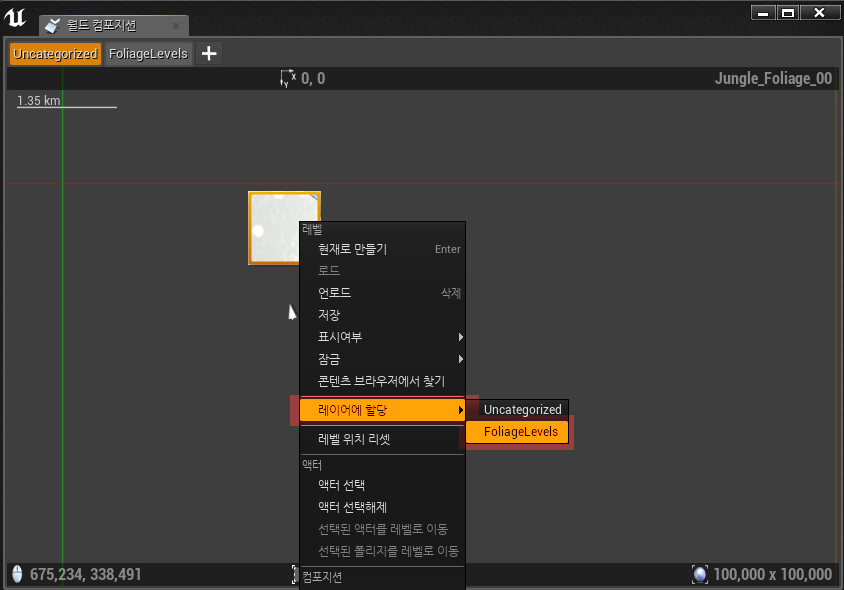 월드 컴포지션
Uncategorized FoliageLevels +
0, 0 Jungle_Foliage_00
1.35 km
레벨
현재로 만들기 Enter
로드
언로드 삭제
저장
표시여부
잠금
콘텐츠 브라우저에서 찾기
레이어에 할당 Uncategorized
FoliageLevels
레벨 위치 리셋
액터
액터 선택
액터 선택해제
선택된 액터를 레벨로 이동
선택된 폴리지를 레벨로 이동
컴포지션
675,234, 338,491 100,000 x 100,000